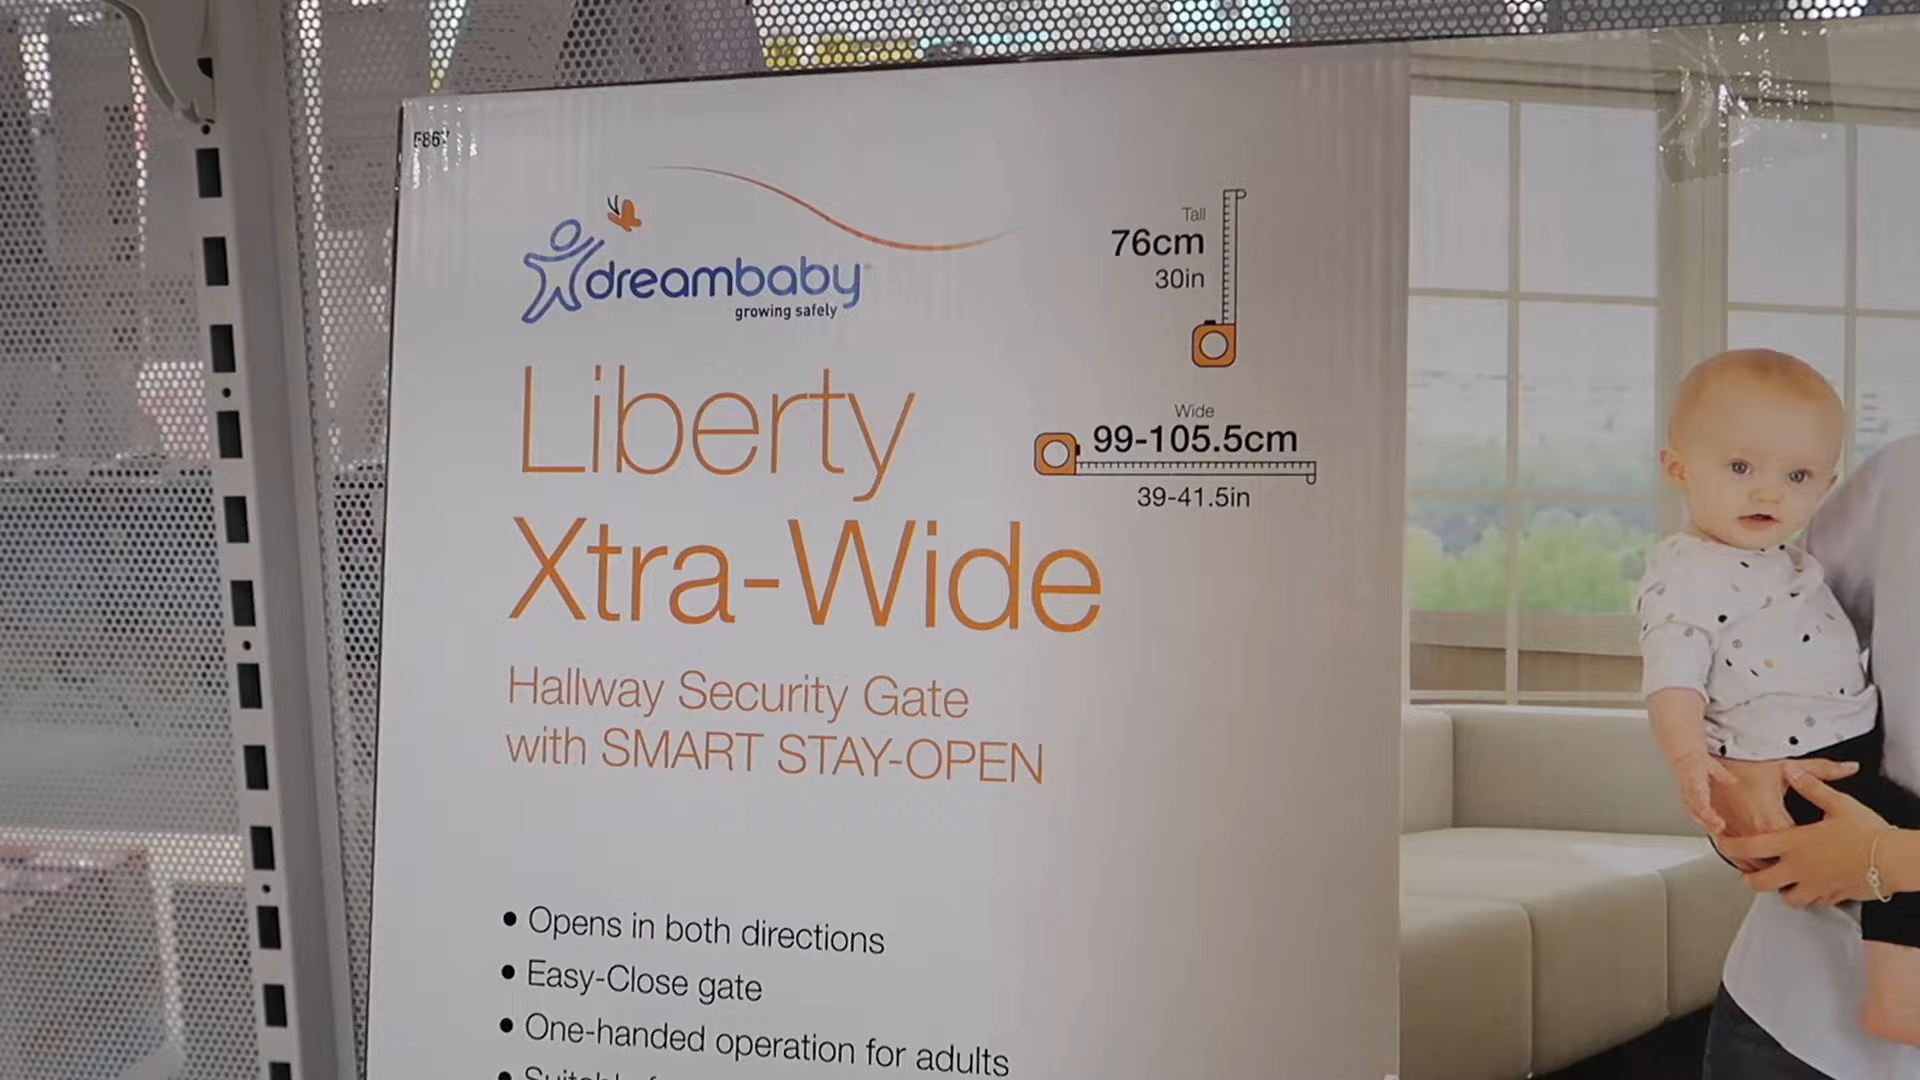 dreambaby
growing safely
Tall
76cm
30in
Wide
99-105.5cm
39-41.5in
Liberty
Xtra-Wide
Hallway Security Gate
with SMART STAY-OPEN
• Opens in both directions
• Easy-Close gate
• One-handed operation for adults